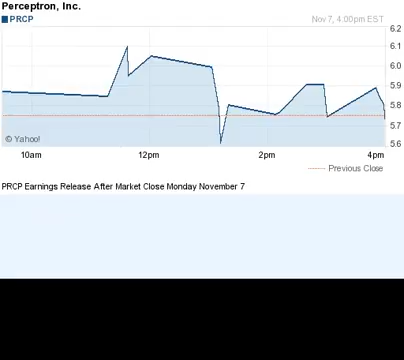 Perceptron, Inc.
PRCP Nov 7, 4:00pm EST
6.2
6.1
6.0
5.9
5.8
5.7
5.6
© Yahoo!
10am 12pm 2pm 4pm
Previous Close
PRCP Earnings Release After Market Close Monday November 7